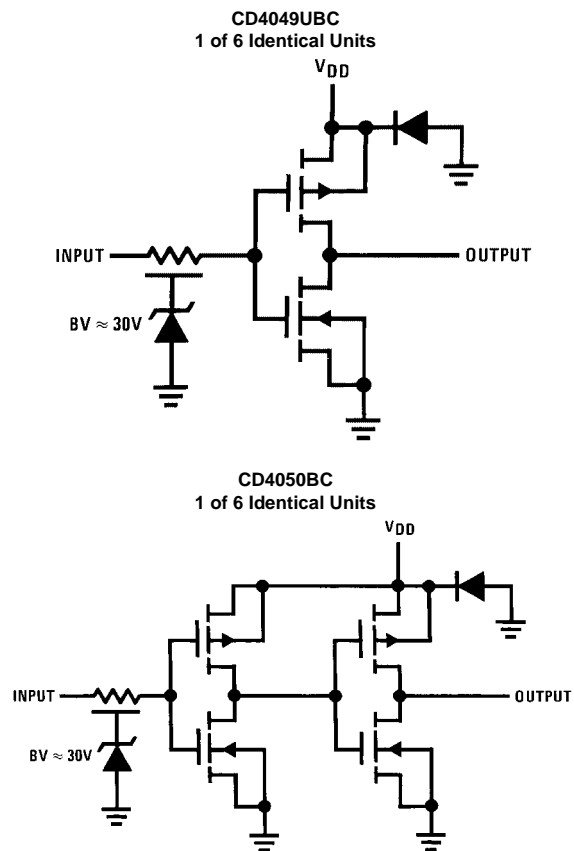 CD4049UBC
1 of 6 Identical Units
VDD
INPUT
OUTPUT
BV ≈ 30V
CD4050BC
1 of 6 Identical Units
VDD
INPUT
OUTPUT
BV ≈ 30V